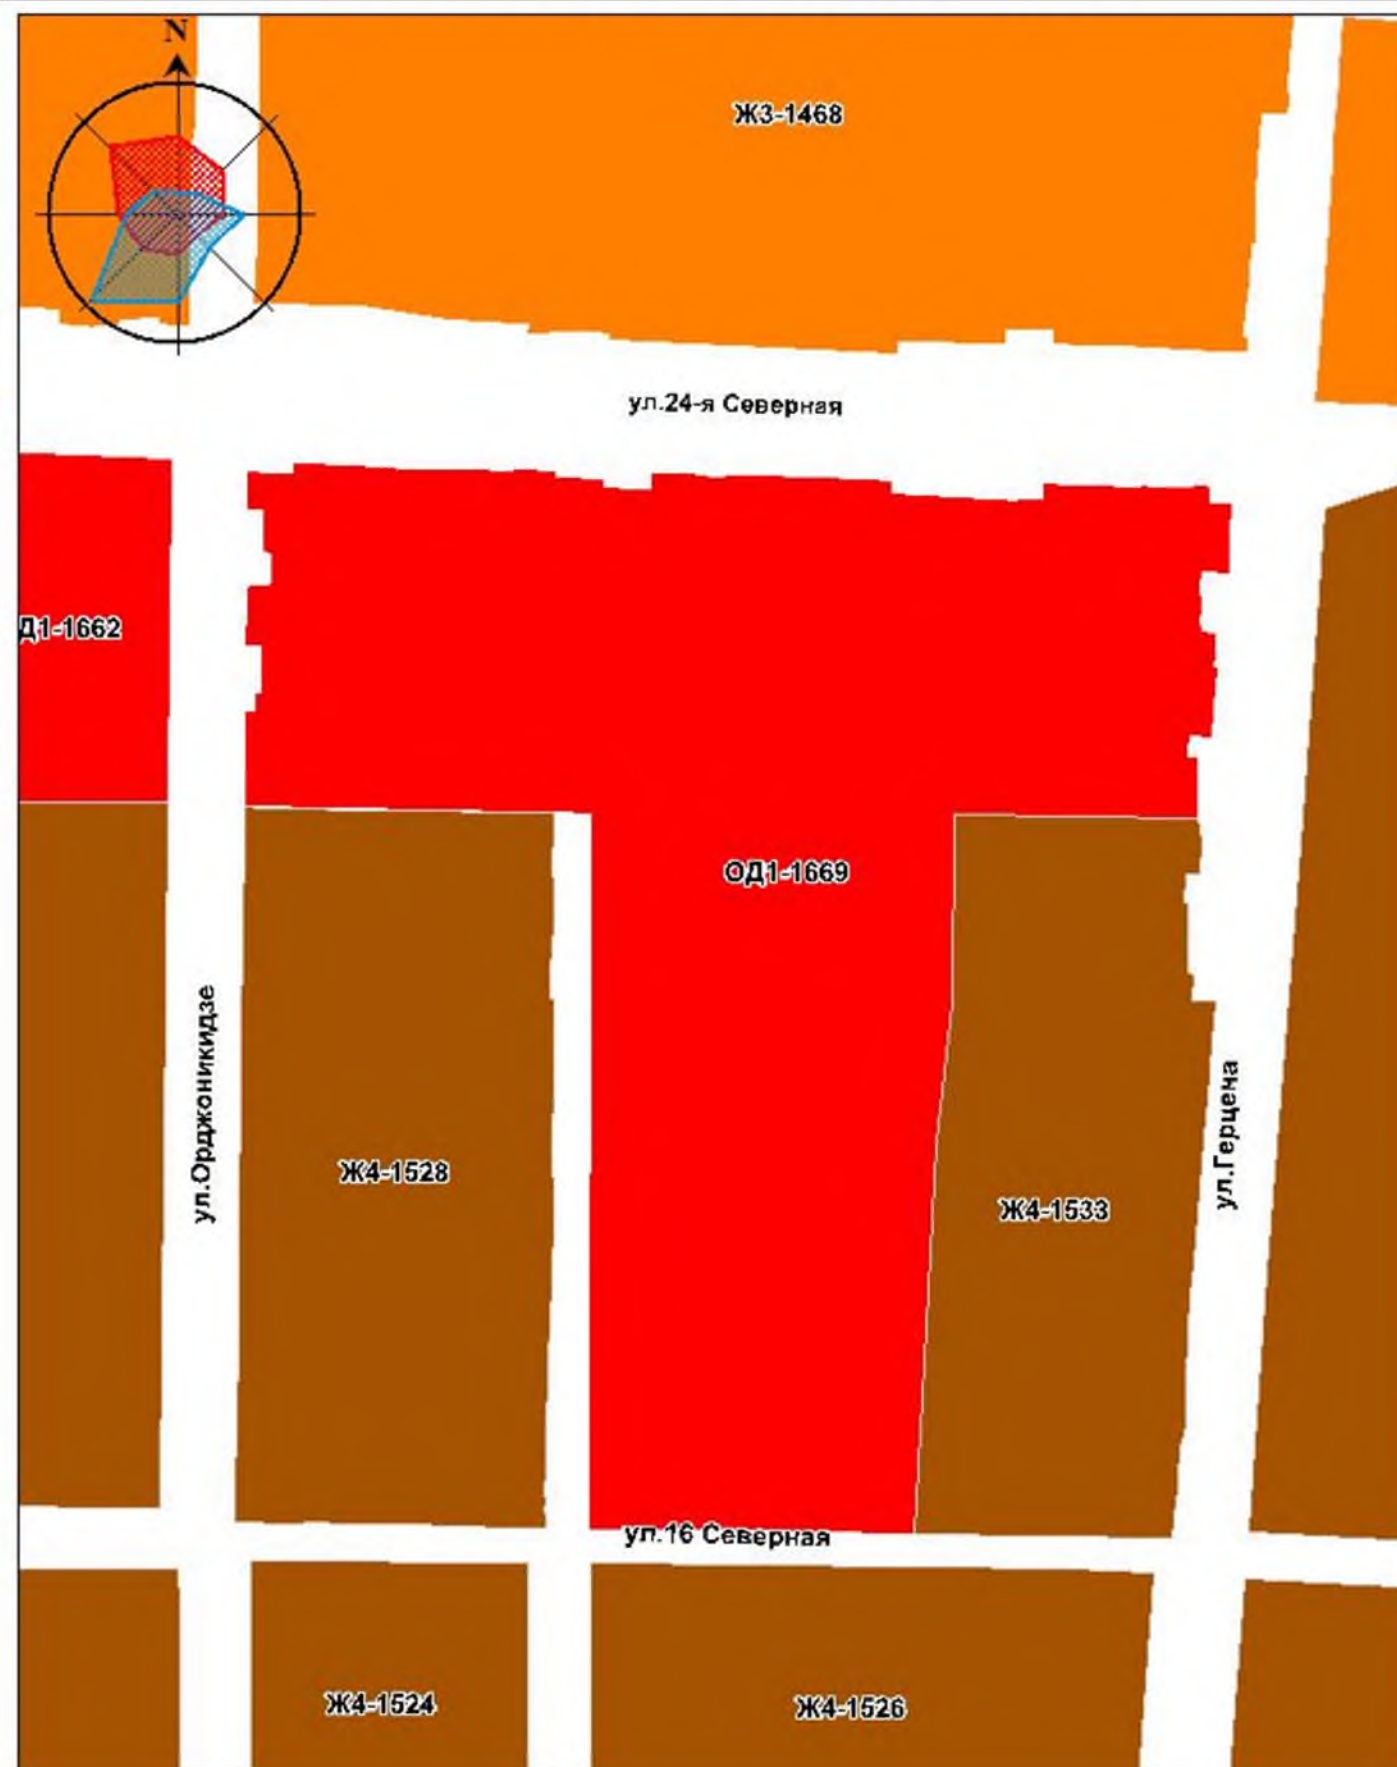 N
Ж3-1468
ул.24-я Северная
Д1-1662
ОД1-1669
ул.Орджоникидзе
ул.Герцена
Ж4-1528
Ж4-1533
ул.16 Северная
Ж4-1524
Ж4-1526